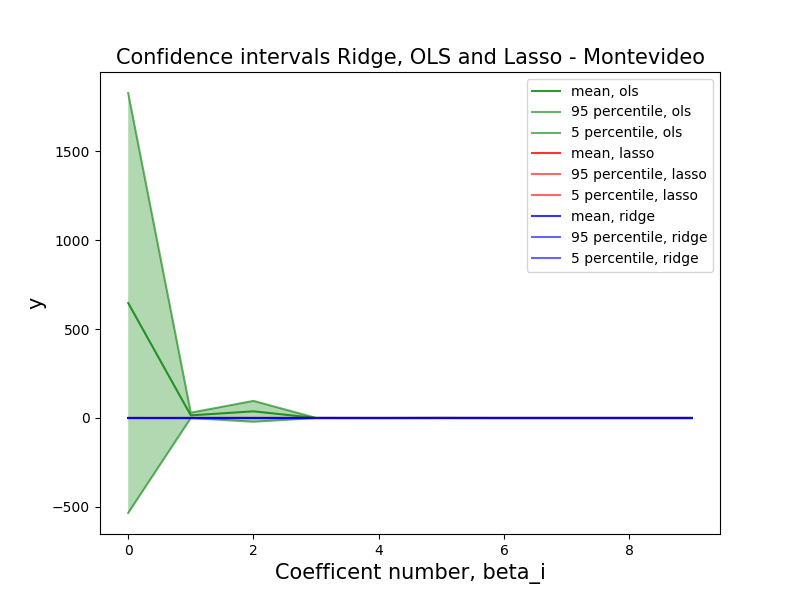 Confidence intervals Ridge, OLS and Lasso - Montevideo
mean, ols
95 percentile, ols
5 percentile, ols
mean, lasso
95 percentile, lasso
5 percentile, lasso
mean, ridge
95 percentile, ridge
5 percentile, ridge
1500
1000
500
0
−500
y
0 2 4 6 8
Coefficent number, beta_i